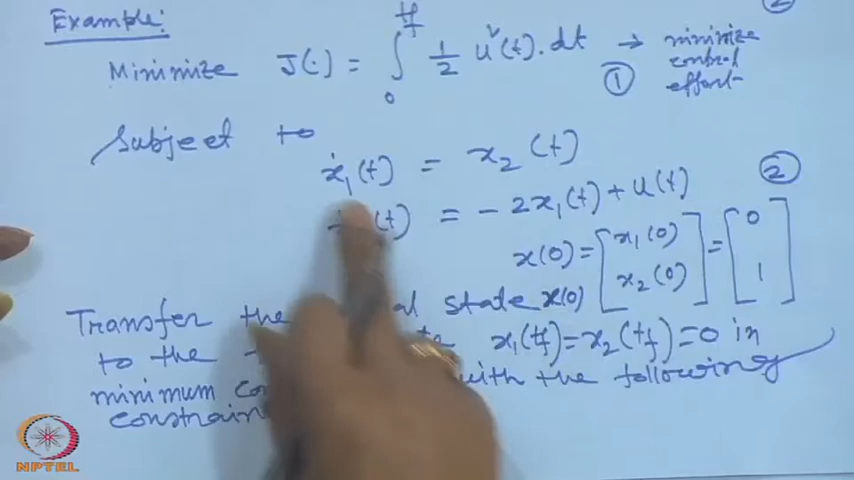 Example:
Minimize J(·) = ∫₀^tf 1/2 u²(t).dt → minimize control effort ①
Subject to
ẋ₁(t) = x₂(t)
(t) = - 2x₁(t) + u(t) ②
x(0) = [x₁(0) x₂(0)] = [0 1]
Transfer the state x(0)
to the x₁(tf) = x₂(tf) = 0 in
minimum with the following
NPTEL